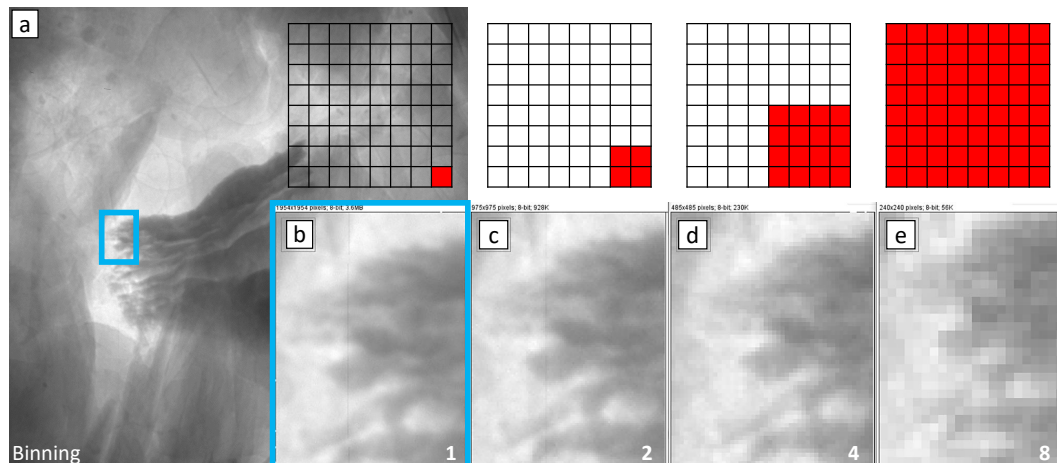 a
1954x1954 pixels; 8-bit; 3.6MB
975x975 pixels; 8-bit; 928K
485x485 pixels; 8-bit; 230K
240x240 pixels; 8-bit; 56K
b
c
d
e
Binning
1
2
4
8